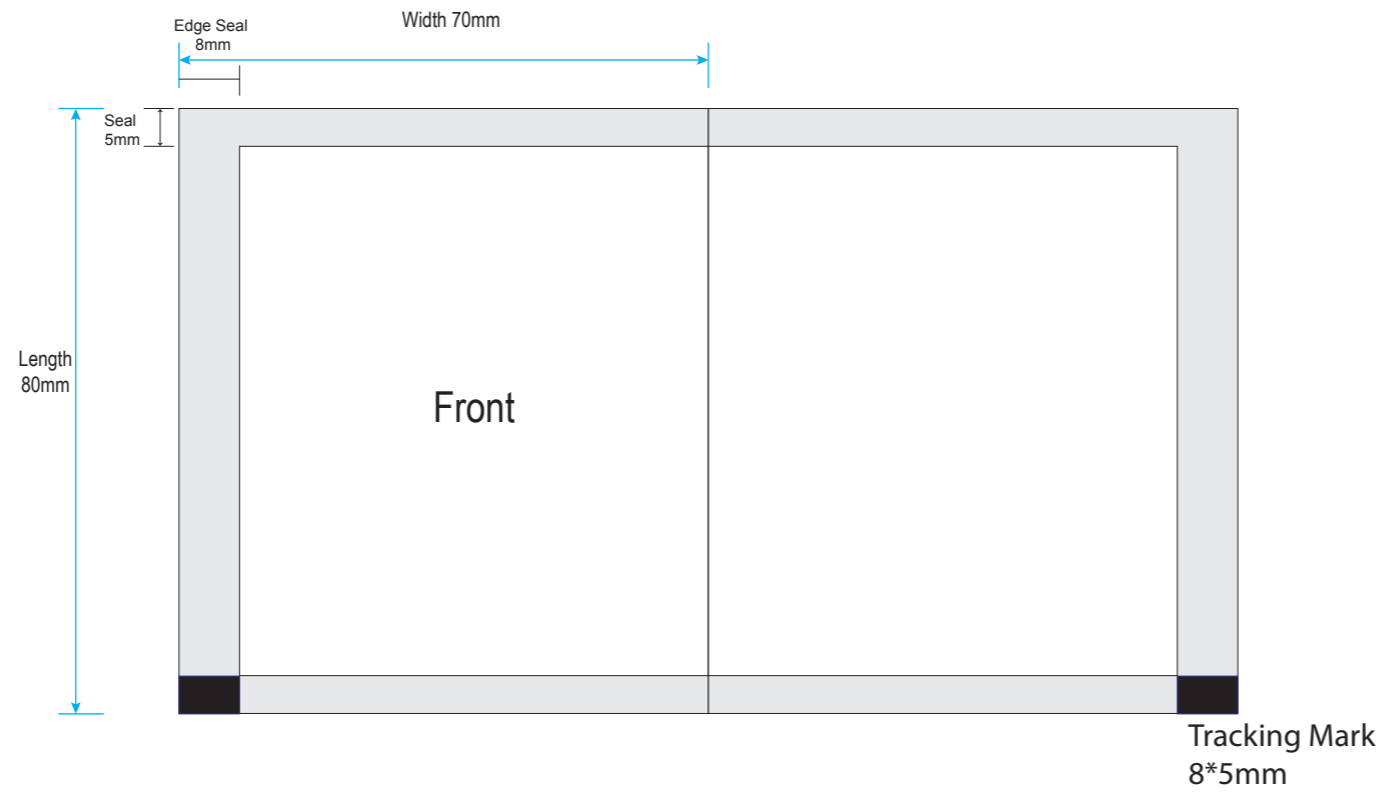 Edge Seal
8mm
Width 70mm
Seal
5mm
Length
80mm
Front
Tracking Mark
8*5mm